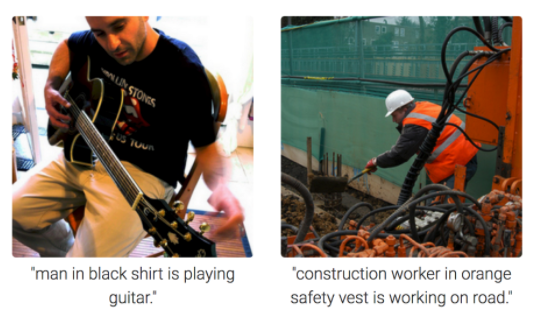 ROLLING STONES
US TOUR
"man in black shirt is playing
guitar."
"construction worker in orange
safety vest is working on road."